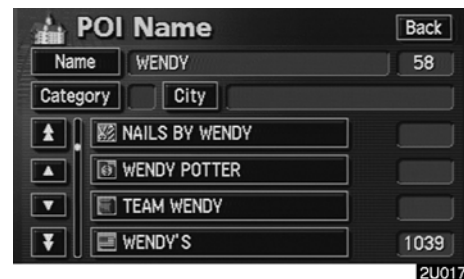 POI Name Back
Name WENDY 58
Category City
NAILS BY WENDY
WENDY POTTER
TEAM WENDY
WENDY'S 1039
2U017